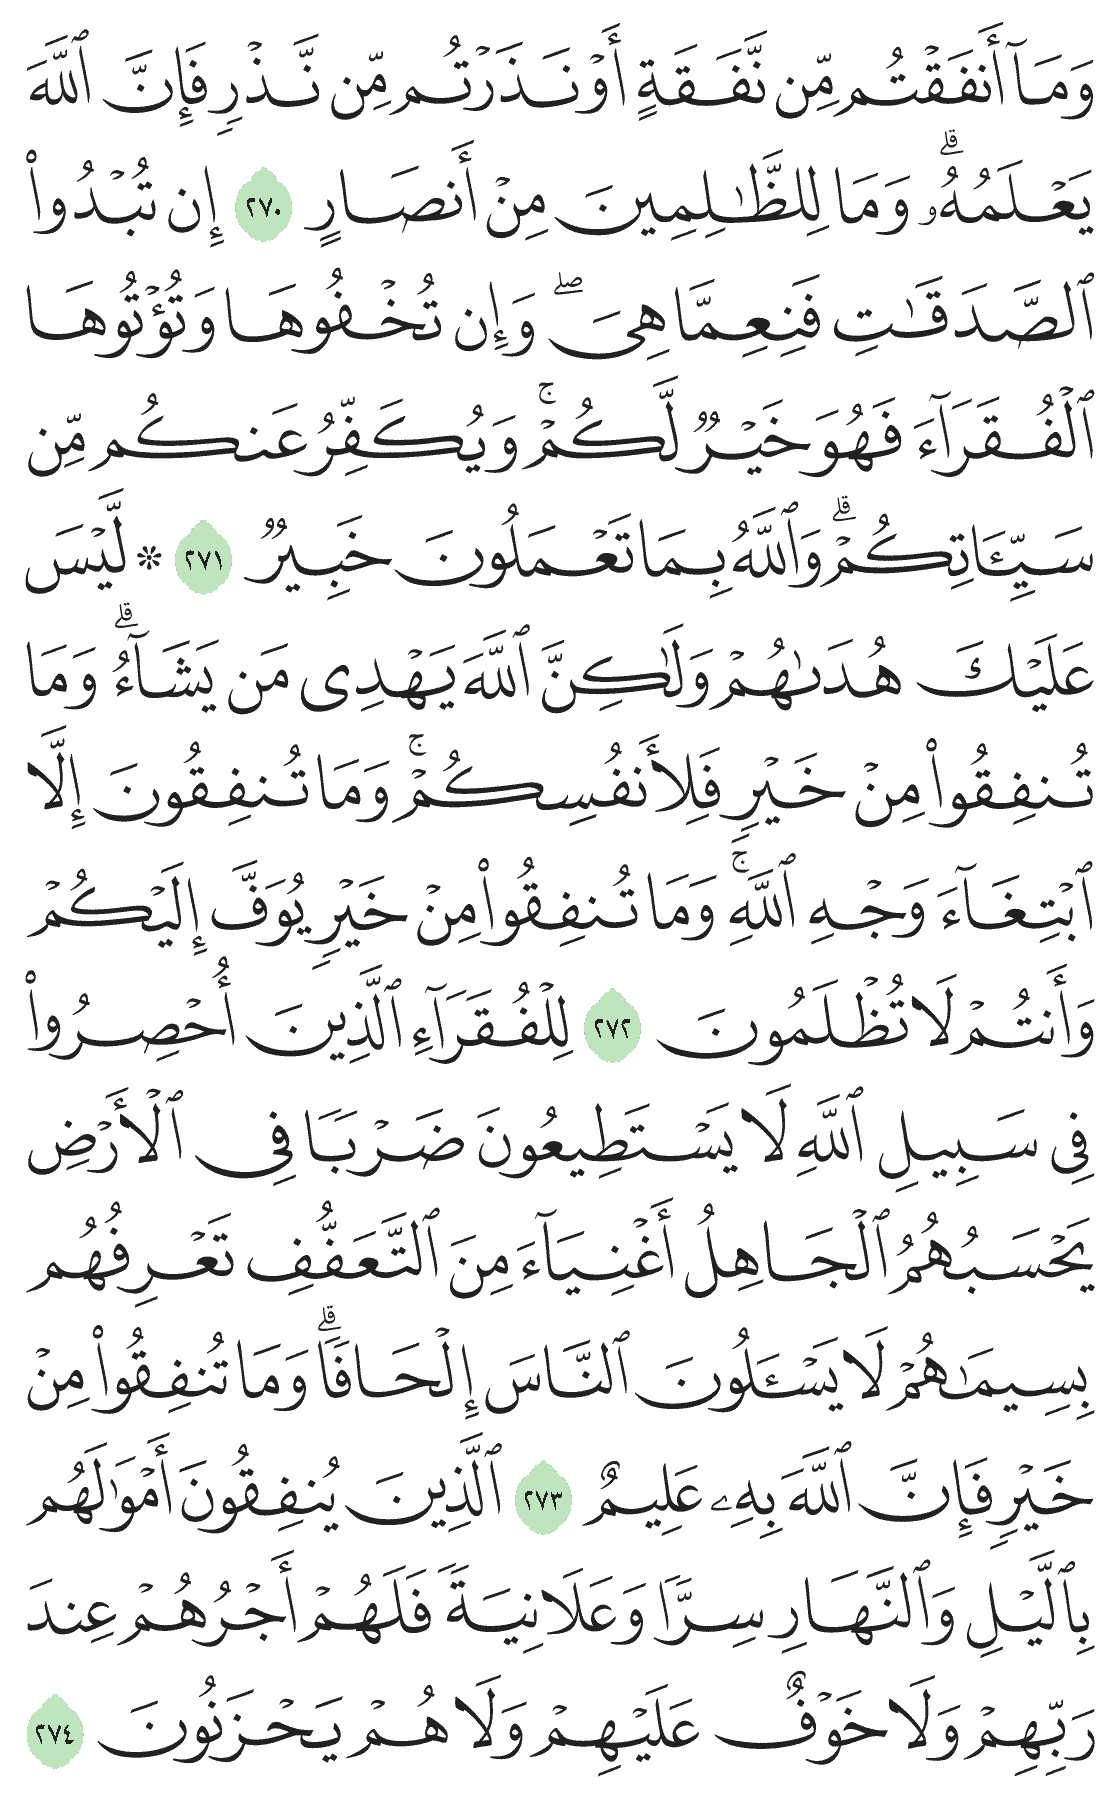 وَمَآ أَنفَقْتُم مِّن نَّفَقَةٍ أَوْ نَذَرْتُم مِّن نَّذْرٍ فَإِنَّ ٱللَّهَ
يَعْلَمُهُۥۗ وَمَا لِلظَّٰلِمِينَ مِنْ أَنصَارٍ ٢٧٠ إِن تُبْدُوا۟
ٱلصَّدَقَٰتِ فَنِعِمَّا هِىَۖ وَإِن تُخْفُوهَا وَتُؤْتُوهَا
ٱلْفُقَرَآءَ فَهُوَ خَيْرٌ لَّكُمْۚ وَيُكَفِّرُ عَنكُم مِّن
سَيِّـَٔاتِكُمْۗ وَٱللَّهُ بِمَا تَعْمَلُونَ خَبِيرٌ ٢٧١ ۞ لَّيْسَ
عَلَيْكَ هُدَىٰهُمْ وَلَٰكِنَّ ٱللَّهَ يَهْدِى مَن يَشَآءُۗ وَمَا
تُنفِقُوا۟ مِنْ خَيْرٍ فَلِأَنفُسِكُمْۚ وَمَا تُنفِقُونَ إِلَّا
ٱبْتِغَآءَ وَجْهِ ٱللَّهِۚ وَمَا تُنفِقُوا۟ مِنْ خَيْرٍ يُوَفَّ إِلَيْكُمْ
وَأَنتُمْ لَا تُظْلَمُونَ ٢٧٢ لِلْفُقَرَآءِ ٱلَّذِينَ أُحْصِرُوا۟
فِى سَبِيلِ ٱللَّهِ لَا يَسْتَطِيعُونَ ضَرْبًا فِى ٱلْأَرْضِ
يَحْسَبُهُمُ ٱلْجَاهِلُ أَغْنِيَآءَ مِنَ ٱلتَّعَفُّفِ تَعْرِفُهُم
بِسِيمَٰهُمْ لَا يَسْـَٔلُونَ ٱلنَّاسَ إِلْحَافًاۗ وَمَا تُنفِقُوا۟ مِنْ
خَيْرٍ فَإِنَّ ٱللَّهَ بِهِۦ عَلِيمٌ ٢٧٣ ٱلَّذِينَ يُنفِقُونَ أَمْوَٰلَهُم
بِٱلَّيْلِ وَٱلنَّهَارِ سِرًّا وَعَلَانِيَةً فَلَهُمْ أَجْرُهُمْ عِندَ
رَبِّهِمْ وَلَا خَوْفٌ عَلَيْهِمْ وَلَا هُمْ يَحْزَنُونَ ٢٧٤